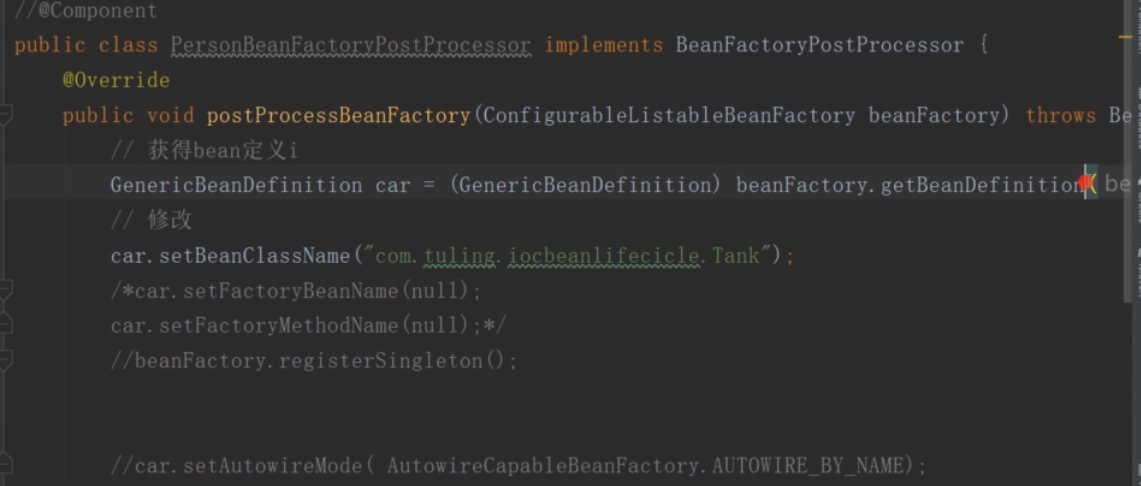 //@Component
public class PersonBeanFactoryPostProcessor implements BeanFactoryPostProcessor {
@Override
public void postProcessBeanFactory(ConfigurableListableBeanFactory beanFactory) throws Be
// 获得bean定义i
GenericBeanDefinition car = (GenericBeanDefinition) beanFactory.getBeanDefinition( be
// 修改
car.setBeanClassName("com.tuling.iocbeanlifecicle.Tank");
/*car.setFactoryBeanName(null);
car.setFactoryMethodName(null);*/
//beanFactory.registerSingleton();
//car.setAutowireMode( AutowireCapableBeanFactory.AUTOWIRE_BY_NAME);